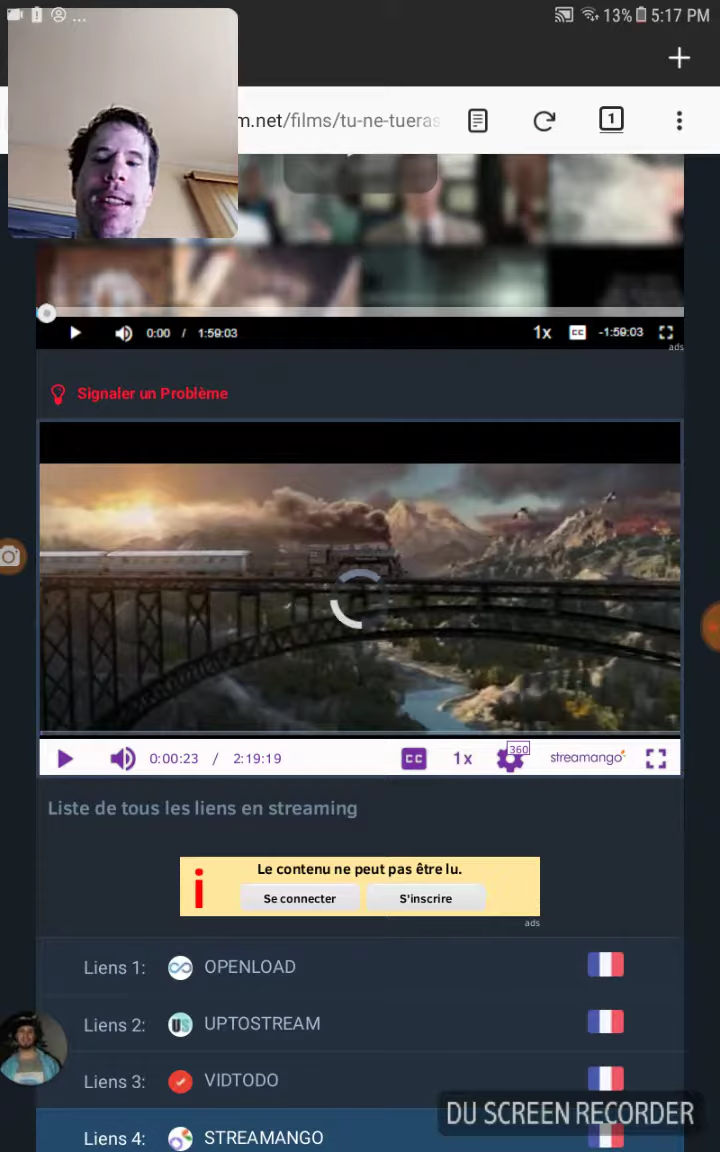 ... 13% 5:17 PM
m.net/films/tu-ne-tueras 1
0:00 / 1:59:03 1x CC -1:59:03
ads
Signaler un Problème
0:00:23 / 2:19:19 CC 1x 360 streamango
Liste de tous les liens en streaming
i Le contenu ne peut pas être lu.
Se connecter S'inscrire
ads
Liens 1: OPENLOAD
Liens 2: US UPTOSTREAM
Liens 3: VIDTODO
DU SCREEN RECORDER
Liens 4: STREAMANGO